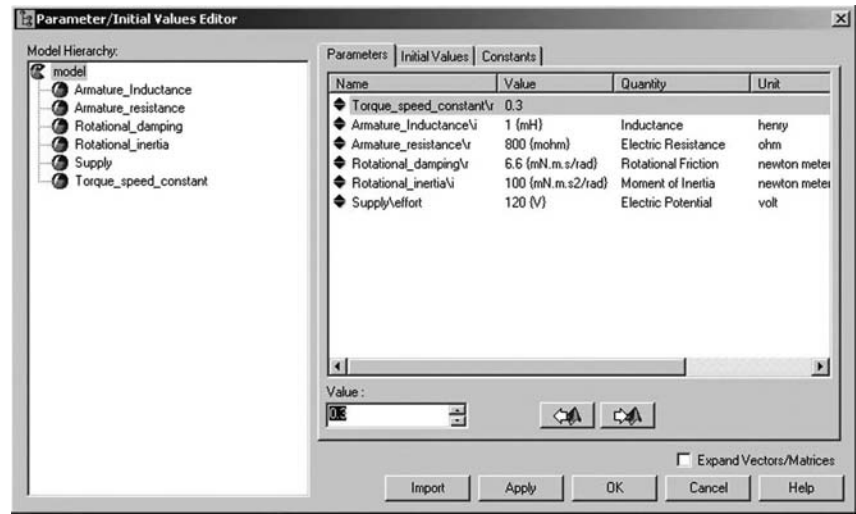 Parameter/Initial Values Editor
Model Hierarchy:
model
Armature_Inductance
Armature_resistance
Rotational_damping
Rotational_inertia
Supply
Torque_speed_constant
Parameters Initial Values Constants
Name Value Quantity Unit
Torque_speed_constant\r 0.3
Armature_Inductance\i 1 {mH} Inductance henry
Armature_resistance\r 800 {mohm} Electric Resistance ohm
Rotational_damping\r 6.6 {mN.m.s/rad} Rotational Friction newton meter
Rotational_inertia\i 100 {mN.m.s2/rad} Moment of Inertia newton meter
Supply\effort 120 {V} Electric Potential volt
Value :
0.3
Expand Vectors/Matrices
Import Apply OK Cancel Help